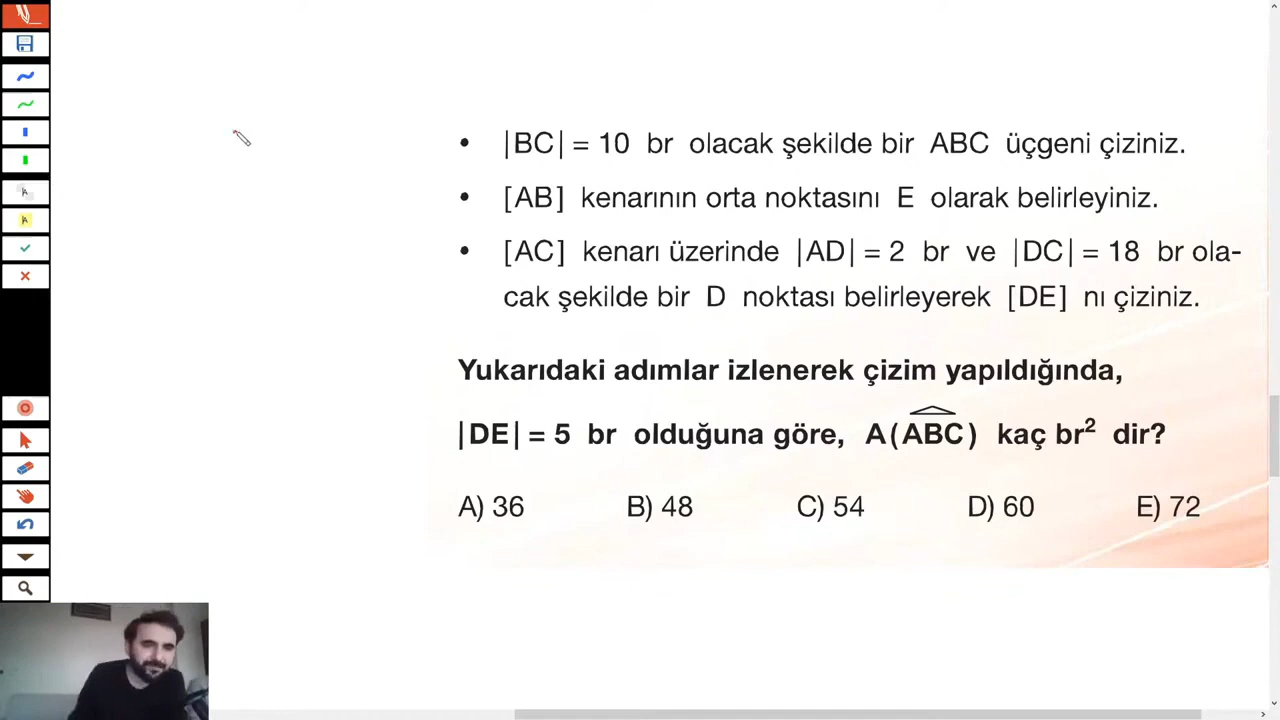 • |BC| = 10 br olacak şekilde bir ABC üçgeni çiziniz.
• [AB] kenarının orta noktasını E olarak belirleyiniz.
• [AC] kenarı üzerinde |AD| = 2 br ve |DC| = 18 br ola-
cak şekilde bir D noktası belirleyerek [DE] nı çiziniz.
Yukarıdaki adımlar izlenerek çizim yapıldığında,
|DE| = 5 br olduğuna göre, A(ABC) kaç br² dir?
A) 36 B) 48 C) 54 D) 60 E) 72